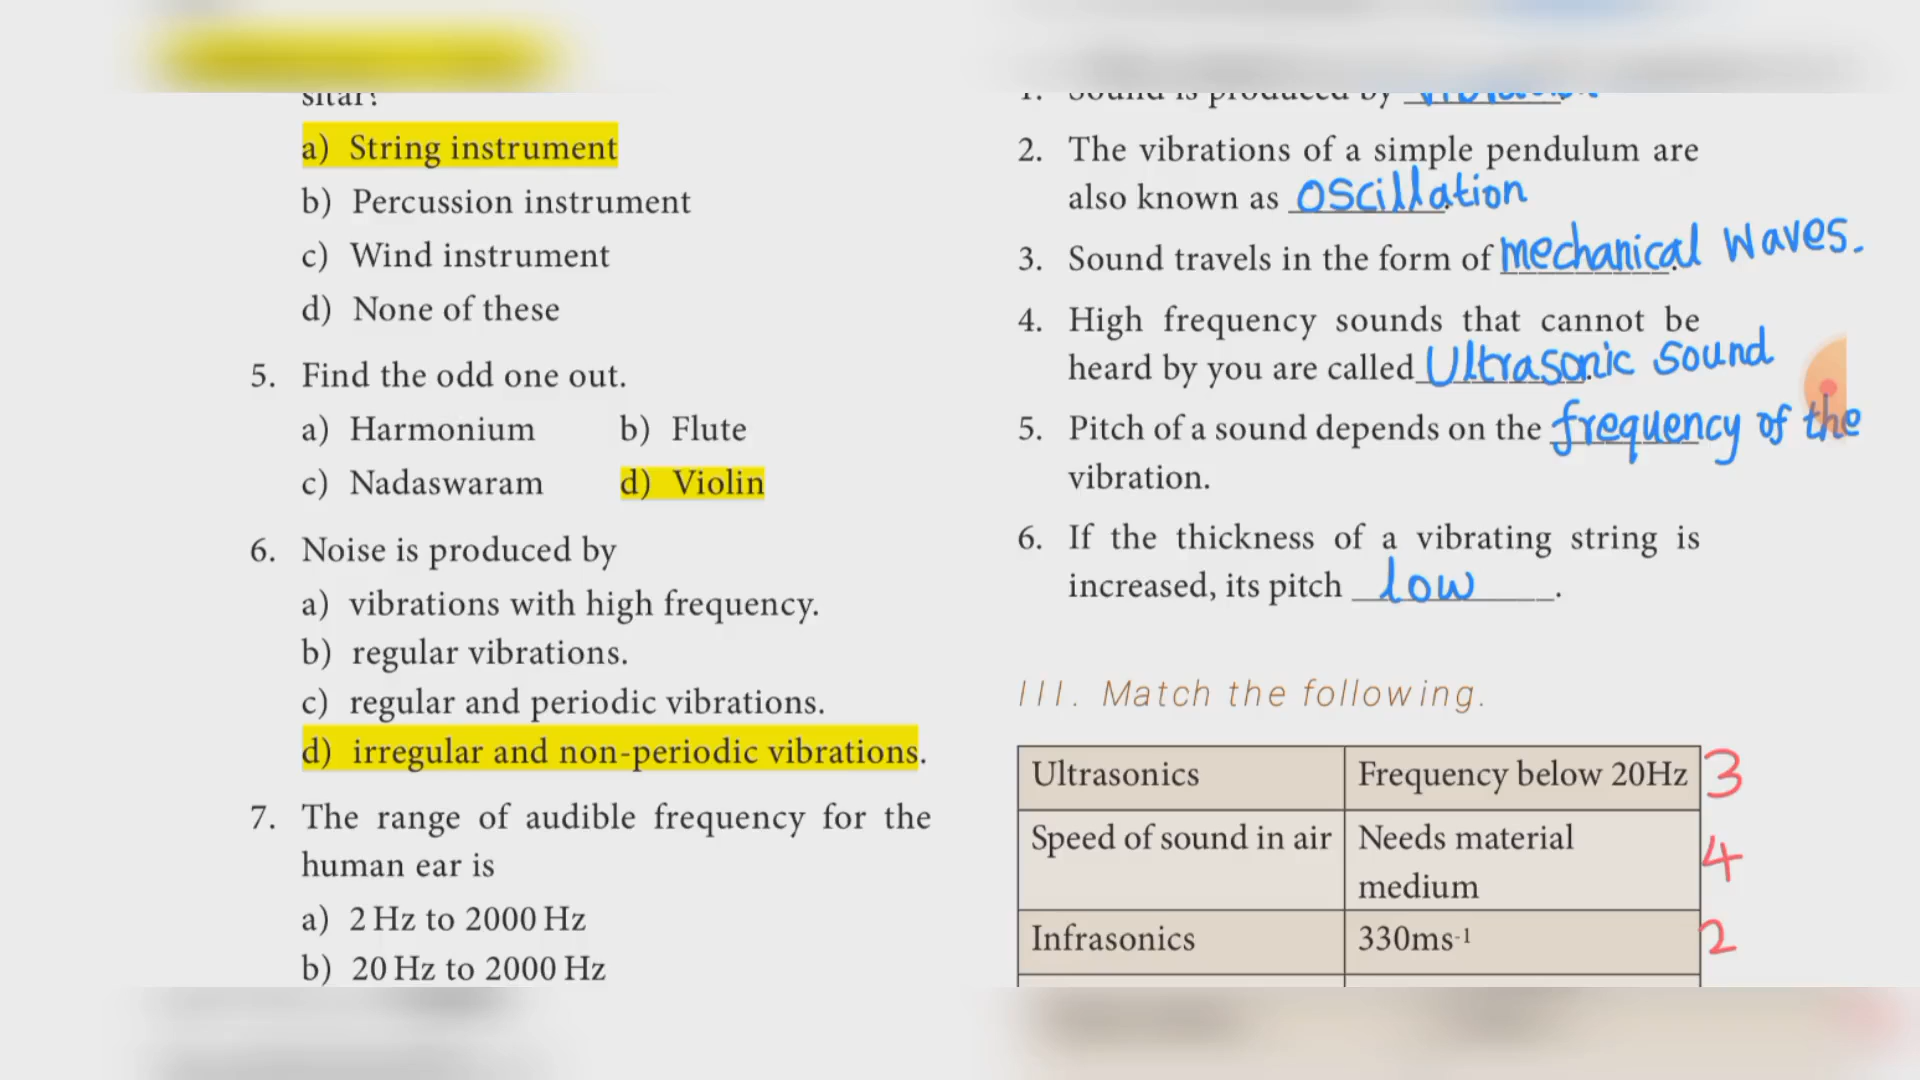 sitar?
a) String instrument
b) Percussion instrument
c) Wind instrument
d) None of these
5. Find the odd one out.
a) Harmonium b) Flute
c) Nadaswaram d) Violin
6. Noise is produced by
a) vibrations with high frequency.
b) regular vibrations.
c) regular and periodic vibrations.
d) irregular and non-periodic vibrations.
7. The range of audible frequency for the
human ear is
a) 2 Hz to 2000 Hz
b) 20 Hz to 2000 Hz
1. Sound is produced by
2. The vibrations of a simple pendulum are
also known as oscillation
3. Sound travels in the form of mechanical waves.
4. High frequency sounds that cannot be
heard by you are called Ultrasonic sound
5. Pitch of a sound depends on the frequency of the
vibration.
6. If the thickness of a vibrating string is
increased, its pitch low.
III. Match the following.
Ultrasonics Frequency below 20Hz 3
Speed of sound in air Needs material
medium 4
Infrasonics 330ms⁻¹ 2